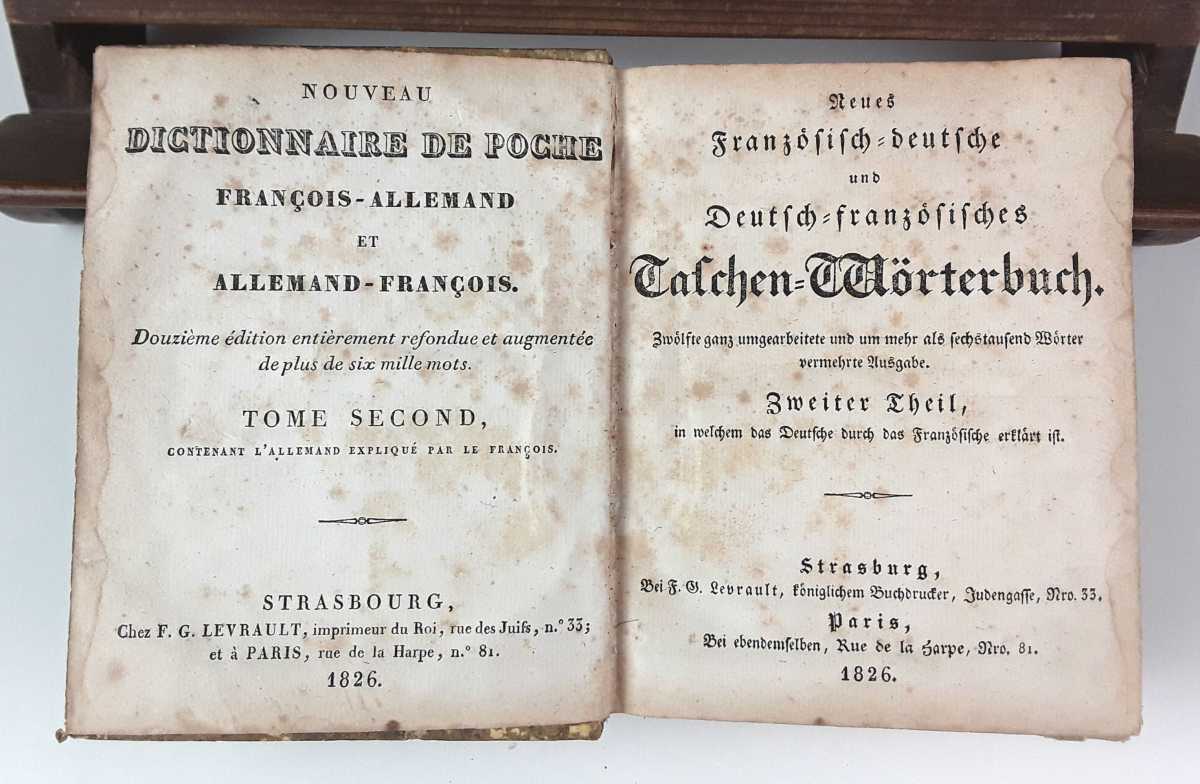 NOUVEAU
DICTIONNAIRE DE POCHE
FRANÇOIS-ALLEMAND
ET
ALLEMAND-FRANÇOIS.
Douzième édition entièrement refondue et augmentée
de plus de six mille mots.
TOME SECOND,
CONTENANT L'ALLEMAND EXPLIQUÉ PAR LE FRANÇOIS.
STRASBOURG,
Chez F. G. LEVRAULT, imprimeur du Roi, rue des Juifs, n.° 33;
et à PARIS, rue de la Harpe, n.° 81.
1826.
Neues
Französisch-deutsche
und
Deutsch-französisches
Taschen-Wörterbuch.
Zwölfte ganz umgearbeitete und um mehr als sechstausend Wörter
vermehrte Ausgabe.
Zweiter Theil,
in welchem das Deutsche durch das Französische erklärt ist.
Strasburg,
Bei F. G. Levrault, königlichem Buchdrucker, Judengasse, Nro. 33.
Paris,
Bei ebendemselben, Rue de la Harpe, Nro. 81.
1826.